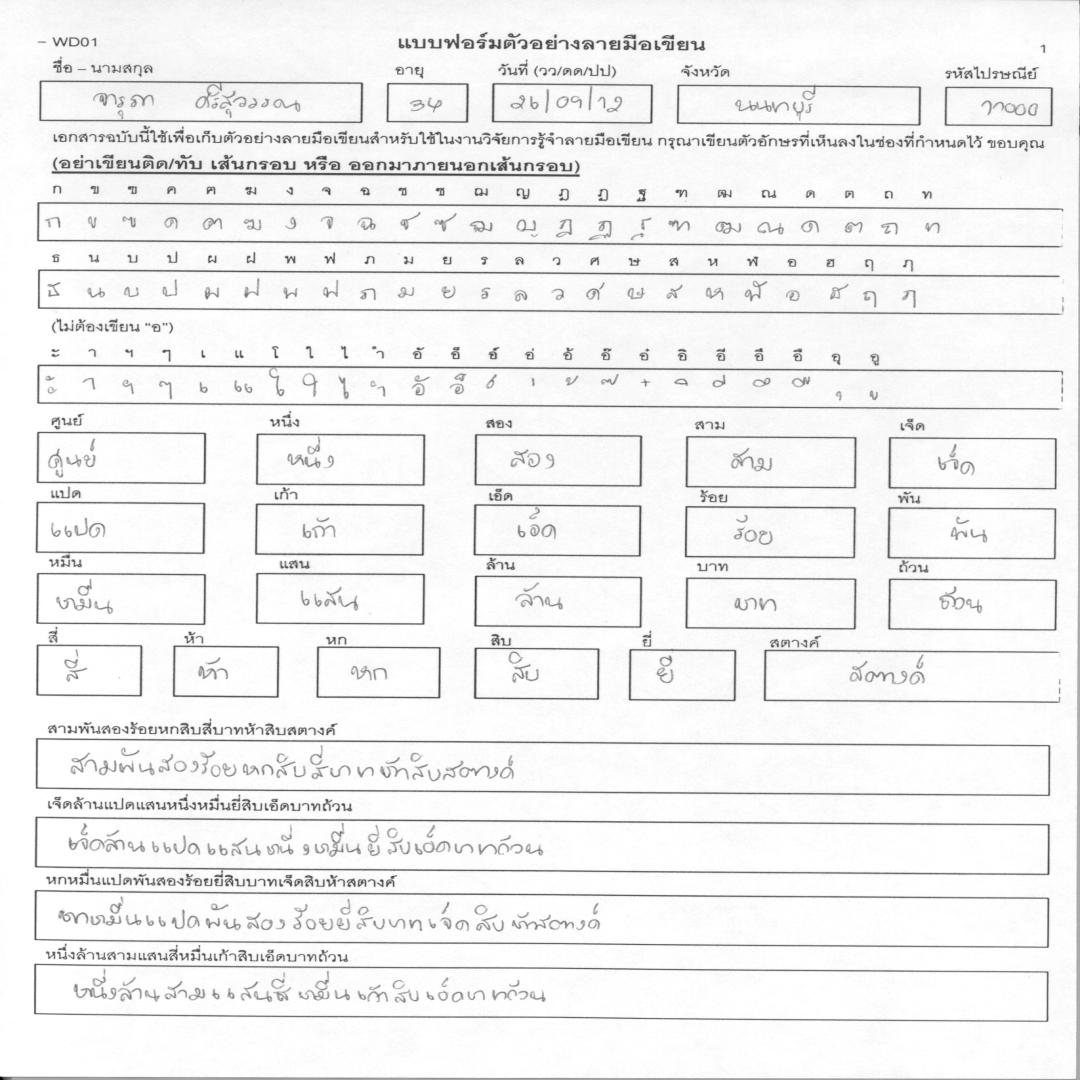 – WD01 แบบฟอร์มตัวอย่างลายมือเขียน 1
ชื่อ – นามสกุล อายุ วันที่ (วว/ดด/ปป) จังหวัด รหัสไปรษณีย์
จารุภา ศรีสุวรรณ 34 26/09/12 นนทบุรี 11000
เอกสารฉบับนี้ใช้เพื่อเก็บตัวอย่างลายมือเขียนสำหรับใช้ในงานวิจัยการรู้จำลายมือเขียน กรุณาเขียนตัวอักษรที่เห็นลงในช่องที่กำหนดไว้ ขอบคุณ
(อย่าเขียนติด/ทับ เส้นกรอบ หรือ ออกมาภายนอกเส้นกรอบ)
ก ข ฃ ค ฅ ฆ ง จ ฉ ช ซ ฌ ญ ฎ ฏ ฐ ฑ ฒ ณ ด ต ถ ท
ก ข ฃ ค ฅ ฆ ง จ ฉ ช ซ ฌ ญ ฎ ฏ ฐ ฑ ฒ ณ ด ต ถ ท
ธ น บ ป ผ ฝ พ ฟ ภ ม ย ร ล ว ศ ษ ส ห ฬ อ ฮ ฤ ฦ
ธ น บ ป ผ ฝ พ ฟ ภ ม ย ร ล ว ศ ษ ส ห ฬ อ ฮ ฤ ฦ
(ไม่ต้องเขียน “อ”)
ะ า ฯ ๆ เ แ โ ใ ไ ำ อั อ็ อ์ อ่ อ้ อ๊ อ๋ อิ อี อึ อื อุ อู
ะ า ฯ ๆ เ แ โ ใ ไ ำ อั อ็ ์ ่ ้ ๊ ๋ ิ ี ึ ื ุ ู
ศูนย์ หนึ่ง สอง สาม เจ็ด
ศูนย์ หนึ่ง สอง สาม เจ็ด
แปด เก้า เอ็ด ร้อย พัน
แปด เก้า เอ็ด ร้อย พัน
หมื่น แสน ล้าน บาท ถ้วน
หมื่น แสน ล้าน บาท ถ้วน
สี่ ห้า หก สิบ ยี่ สตางค์
สี่ ห้า หก สิบ ยี่ สตางค์
สามพันสองร้อยหกสิบสี่บาทห้าสิบสตางค์
สามพันสองร้อยหกสิบสี่บาทห้าสิบสตางค์
เจ็ดล้านแปดแสนหนึ่งหมื่นยี่สิบเอ็ดบาทถ้วน
เจ็ดล้านแปดแสนหนึ่งหมื่นยี่สิบเอ็ดบาทถ้วน
หกหมื่นแปดพันสองร้อยยี่สิบบาทเจ็ดสิบห้าสตางค์
หกหมื่นแปดพันสองร้อยยี่สิบบาทเจ็ดสิบห้าสตางค์
หนึ่งล้านสามแสนสี่หมื่นเก้าสิบเอ็ดบาทถ้วน
หนึ่งล้านสามแสนสี่หมื่นเก้าสิบเอ็ดบาทถ้วน